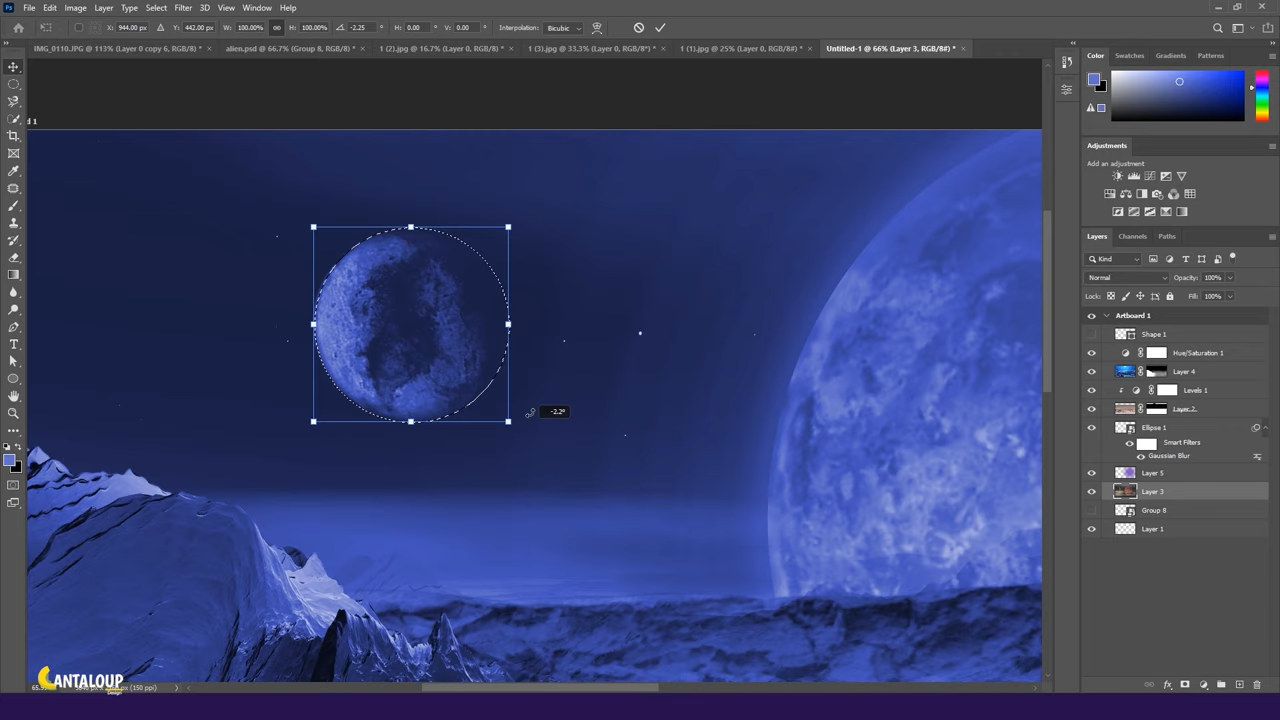 Ps File Edit Image Layer Type Select Filter 3D View Window Help
X: 944.00 px Y: 442.00 px W: 100.00% H: 100.00% -2.25 H: 0.00 V: 0.00 Interpolation: Bicubic
IMG_0110.JPG @ 113% (Layer 0 copy 6, RGB/8) * alien.psd @ 66.7% (Group 8, RGB/8) * 1 (2).jpg @ 16.7% (Layer 0, RGB/8) * 1 (3).jpg @ 33.3% (Layer 0, RGB/8*) * 1 (1).jpg @ 25% (Layer 0, RGB/8#) * Untitled-1 @ 66% (Layer 3, RGB/8#) *
Color Swatches Gradients Patterns
d 1
Adjustments
Add an adjustment
Layers Channels Paths
Kind
Normal Opacity: 100%
Lock: Fill: 100%
Artboard 1
Shape 1
Hue/Saturation 1
Layer 4
Levels 1
Layer 2
Ellipse 1
Smart Filters
Gaussian Blur
Layer 5
Layer 3
Group 8
Layer 1
-2.2°
CANTALOUP
Design
(150 ppi)